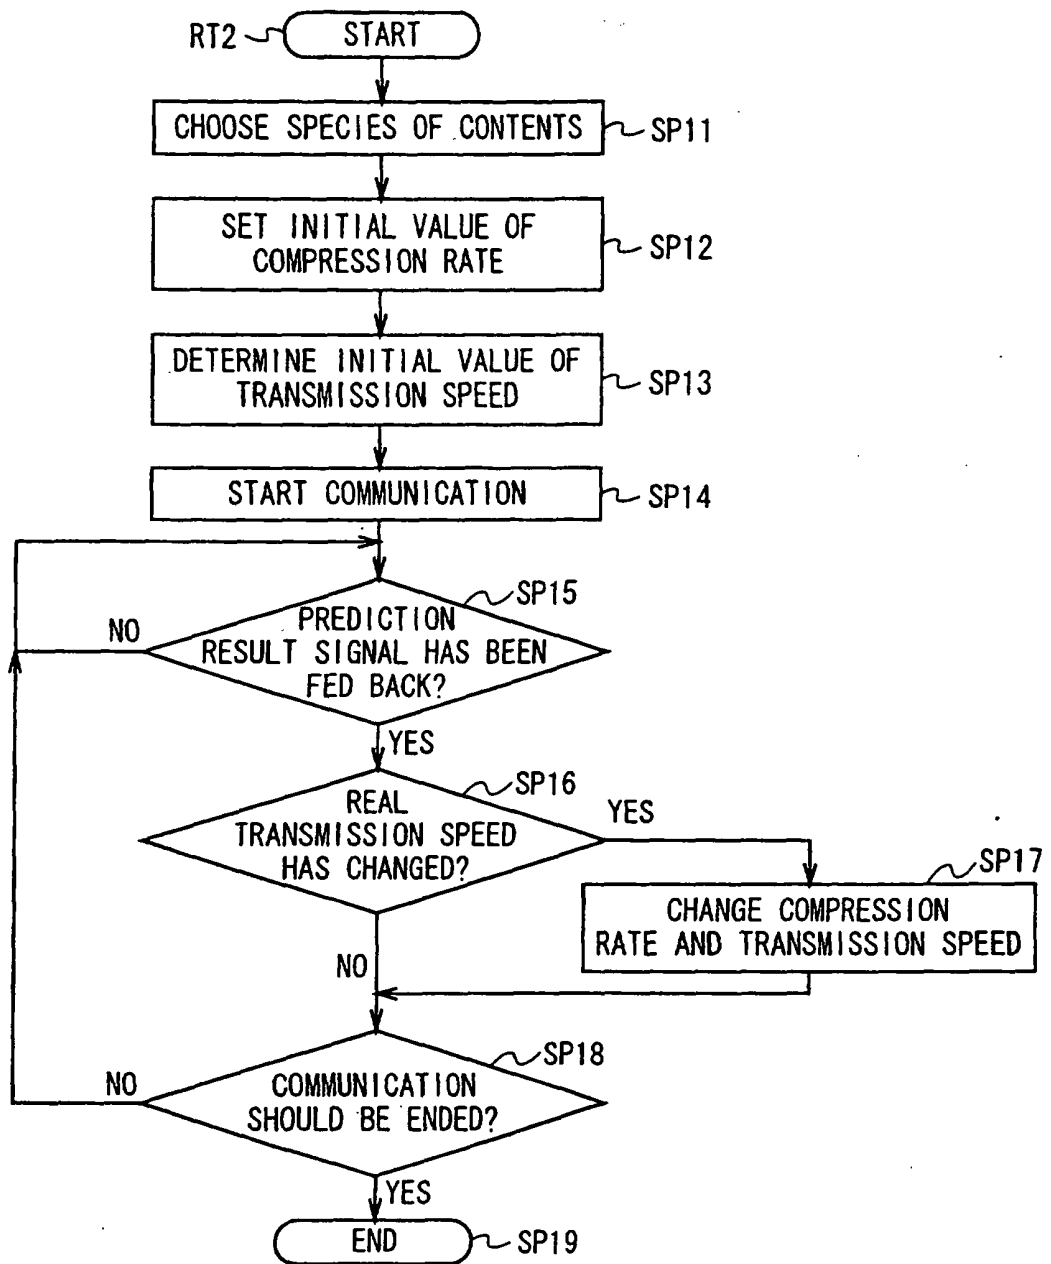 RT2
START
CHOOSE SPECIES OF CONTENTS
SP11
SET INITIAL VALUE OF
COMPRESSION RATE
SP12
DETERMINE INITIAL VALUE OF
TRANSMISSION SPEED
SP13
START COMMUNICATION
SP14
SP15
PREDICTION
RESULT SIGNAL HAS BEEN
FED BACK?
NO
YES
SP16
REAL
TRANSMISSION SPEED
HAS CHANGED?
YES
SP17
CHANGE COMPRESSION
RATE AND TRANSMISSION SPEED
NO
SP18
COMMUNICATION
SHOULD BE ENDED?
NO
YES
END
SP19